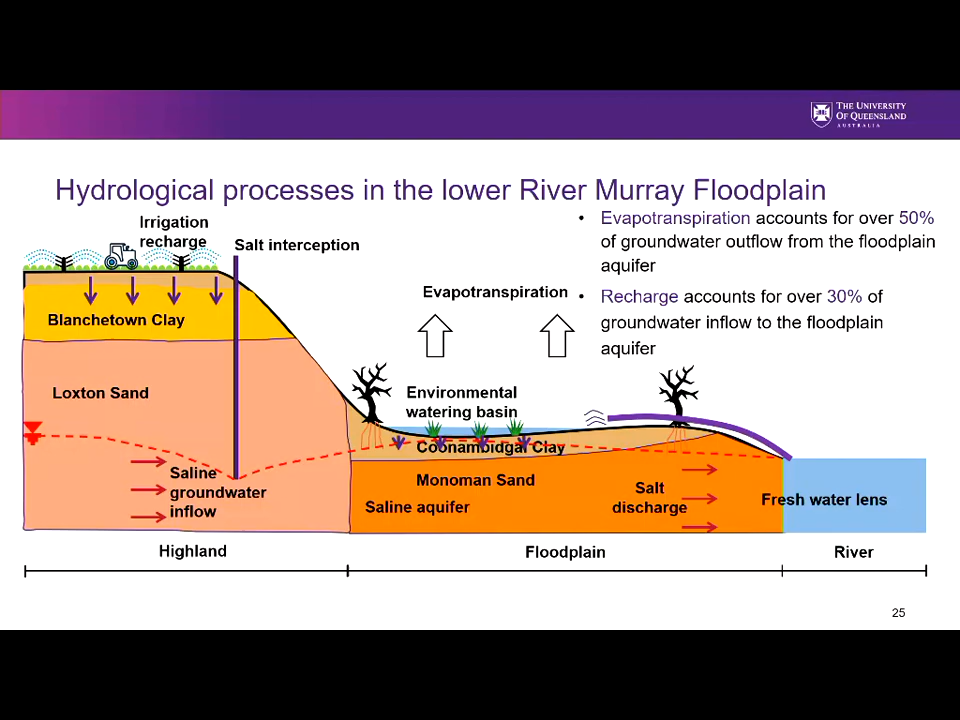 THE UNIVERSITY
OF QUEENSLAND
AUSTRALIA
Hydrological processes in the lower River Murray Floodplain
Irrigation
recharge
Salt interception
• Evapotranspiration accounts for over 50%
of groundwater outflow from the floodplain
aquifer
• Recharge accounts for over 30% of
groundwater inflow to the floodplain
aquifer
Evapotranspiration
Blanchetown Clay
Loxton Sand
Environmental
watering basin
Coonambidgal Clay
Saline
groundwater
inflow
Monoman Sand
Saline aquifer
Salt
discharge
Fresh water lens
Highland
Floodplain
River
25